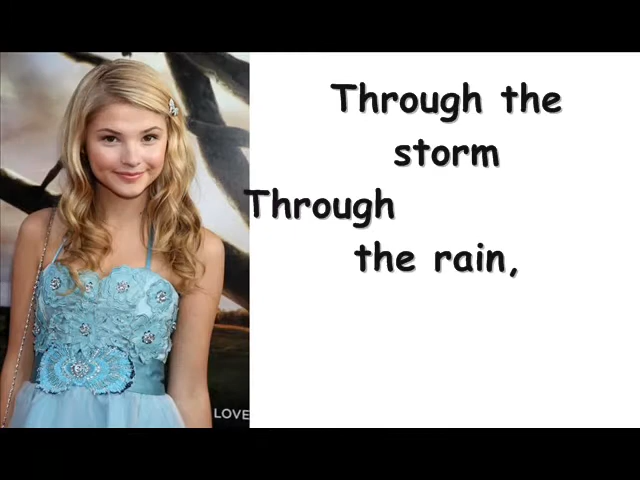 Through the
storm
Through
the rain,
LOVE